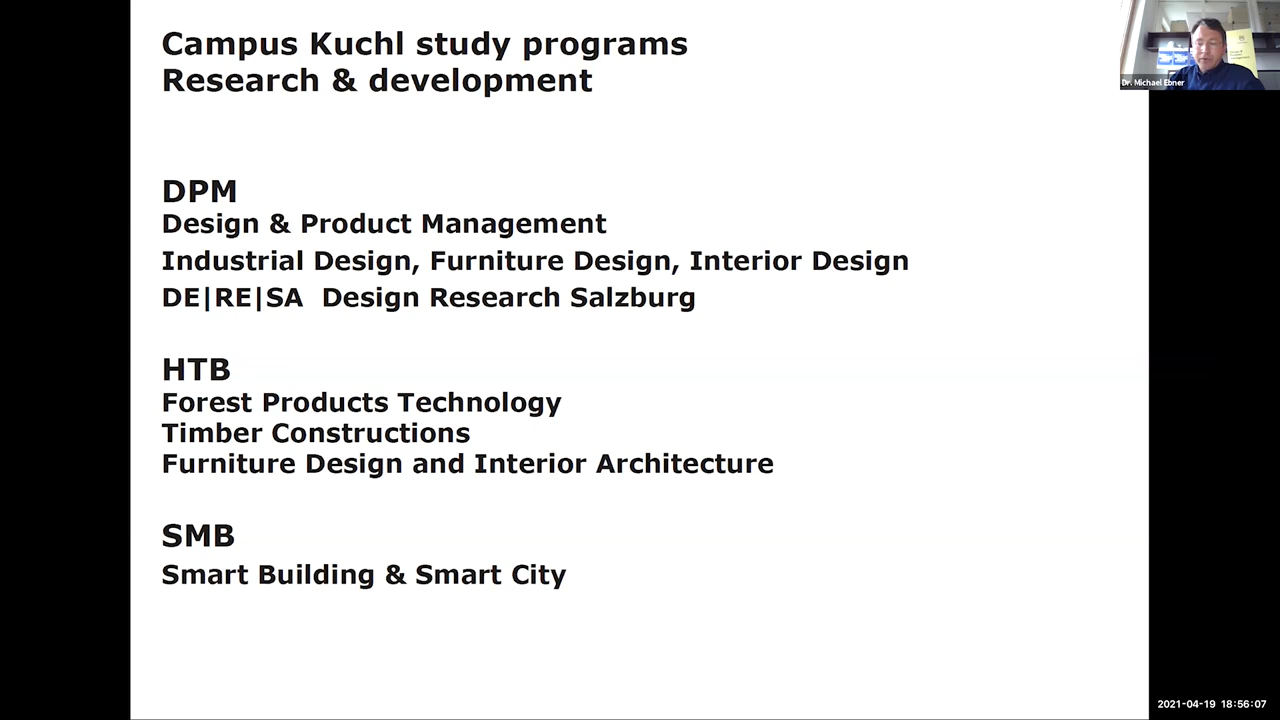 Campus Kuchl study programs
Research & development
DPM
Design & Product Management
Industrial Design, Furniture Design, Interior Design
DE|RE|SA Design Research Salzburg
HTB
Forest Products Technology
Timber Constructions
Furniture Design and Interior Architecture
SMB
Smart Building & Smart City
Dr. Michael Ebner
2021-04-19 18:56:07